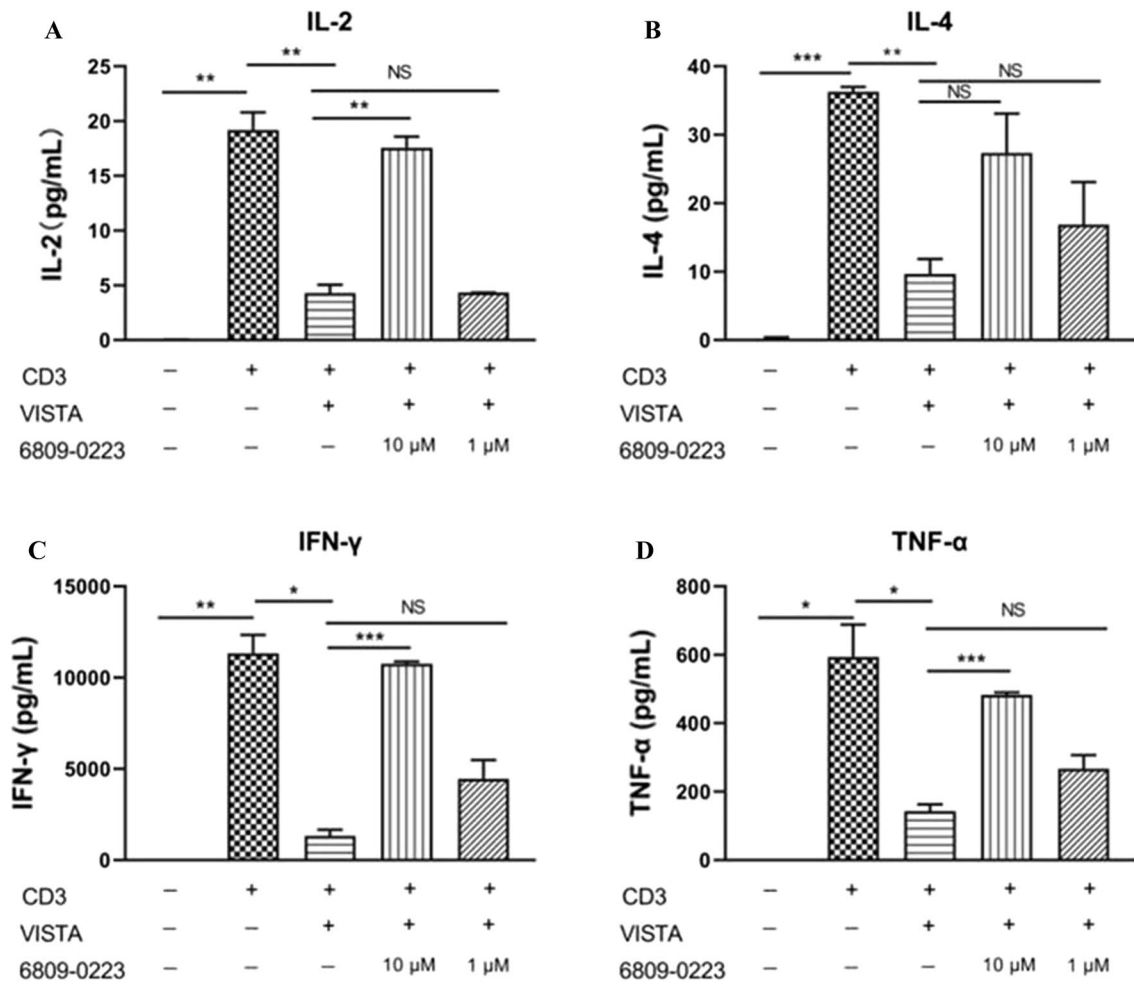 A
IL-2
IL-2 (pg/mL)
25
20
15
10
5
0
**
**
NS
**
CD3 – + + + +
VISTA – – + + +
6809-0223 – – – 10 μM 1 μM
B
IL-4
IL-4 (pg/mL)
50
40
30
20
10
0
***
**
NS
NS
CD3 – + + + +
VISTA – – + + +
6809-0223 – – – 10 μM 1 μM
C
IFN-γ
IFN-γ (pg/mL)
15000
10000
5000
0
**
*
NS
***
CD3 – + + + +
VISTA – – + + +
6809-0223 – – – 10 μM 1 μM
D
TNF-α
TNF-α (pg/mL)
800
600
400
200
0
*
*
NS
***
CD3 – + + + +
VISTA – – + + +
6809-0223 – – – 10 μM 1 μM